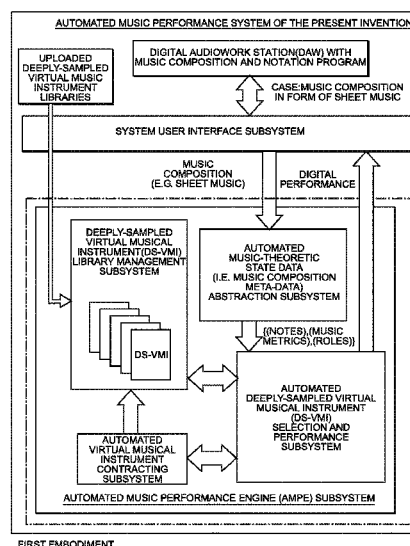 AUTOMATED MUSIC PERFORMANCE SYSTEM OF THE PRESENT INVENTION
UPLOADED
DEEPLY-SAMPLED
VIRTUAL MUSIC
INSTRUMENT
LIBRARIES
DIGITAL AUDIOWORK STATION(DAW) WITH
MUSIC COMPOSITION AND NOTATION PROGRAM
CASE:MUSIC COMPOSITION
IN FORM OF SHEET MUSIC
SYSTEM USER INTERFACE SUBSYSTEM
MUSIC
COMPOSITION
(E.G. SHEET MUSIC)
DIGITAL
PERFORMANCE
DEEPLY-SAMPLED
VIRTUAL MUSICAL
INSTRUMENT(DS-VMI)
LIBRARY MANAGEMENT
SUBSYSTEM
DS-VMI
AUTOMATED
MUSIC-THEORETIC
STATE DATA
(I.E. MUSIC COMPOSITION
META-DATA)
ABSTRACTION SUBSYSTEM
{(NOTES),(MUSIC
METRICS),(ROLES)}
AUTOMATED
DEEPLY-SAMPLED VIRTUAL
MUSICAL INSTRUMENT
(DS-VMI)
SELECTION AND
PERFORMANCE
SUBSYSTEM
AUTOMATED
VIRTUAL MUSICAL
INSTRUMENT
CONTRACTING
SUBSYSTEM
AUTOMATED MUSIC PERFORMANCE ENGINE (AMPE) SUBSYSTEM
FIRST EMBODIMENT